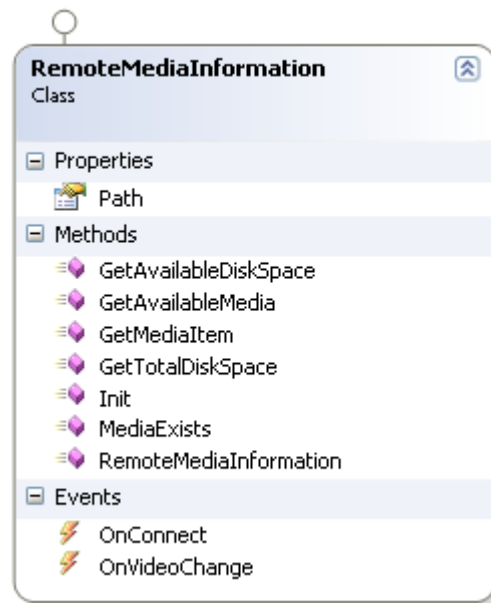 RemoteMediaInformation
Class
Properties
Path
Methods
GetAvailableDiskSpace
GetAvailableMedia
GetMediaItem
GetTotalDiskSpace
Init
MediaExists
RemoteMediaInformation
Events
OnConnect
OnVideoChange